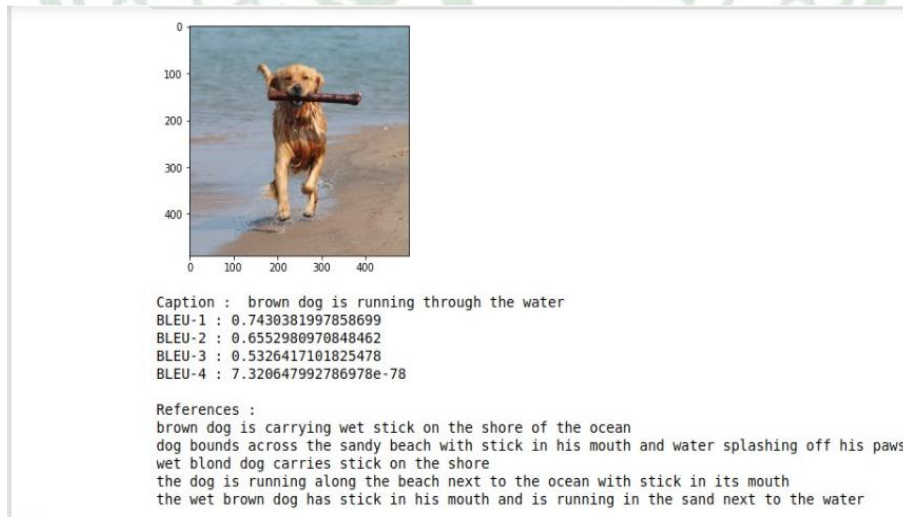 0
100
200
300
400
0 100 200 300 400
Caption :  brown dog is running through the water
BLEU-1 : 0.7430381997858699
BLEU-2 : 0.6552980970848462
BLEU-3 : 0.5326417101825478
BLEU-4 : 7.320647992786978e-78
References :
brown dog is carrying wet stick on the shore of the ocean
dog bounds across the sandy beach with stick in his mouth and water splashing off his paws
wet blond dog carries stick on the shore
the dog is running along the beach next to the ocean with stick in its mouth
the wet brown dog has stick in his mouth and is running in the sand next to the water